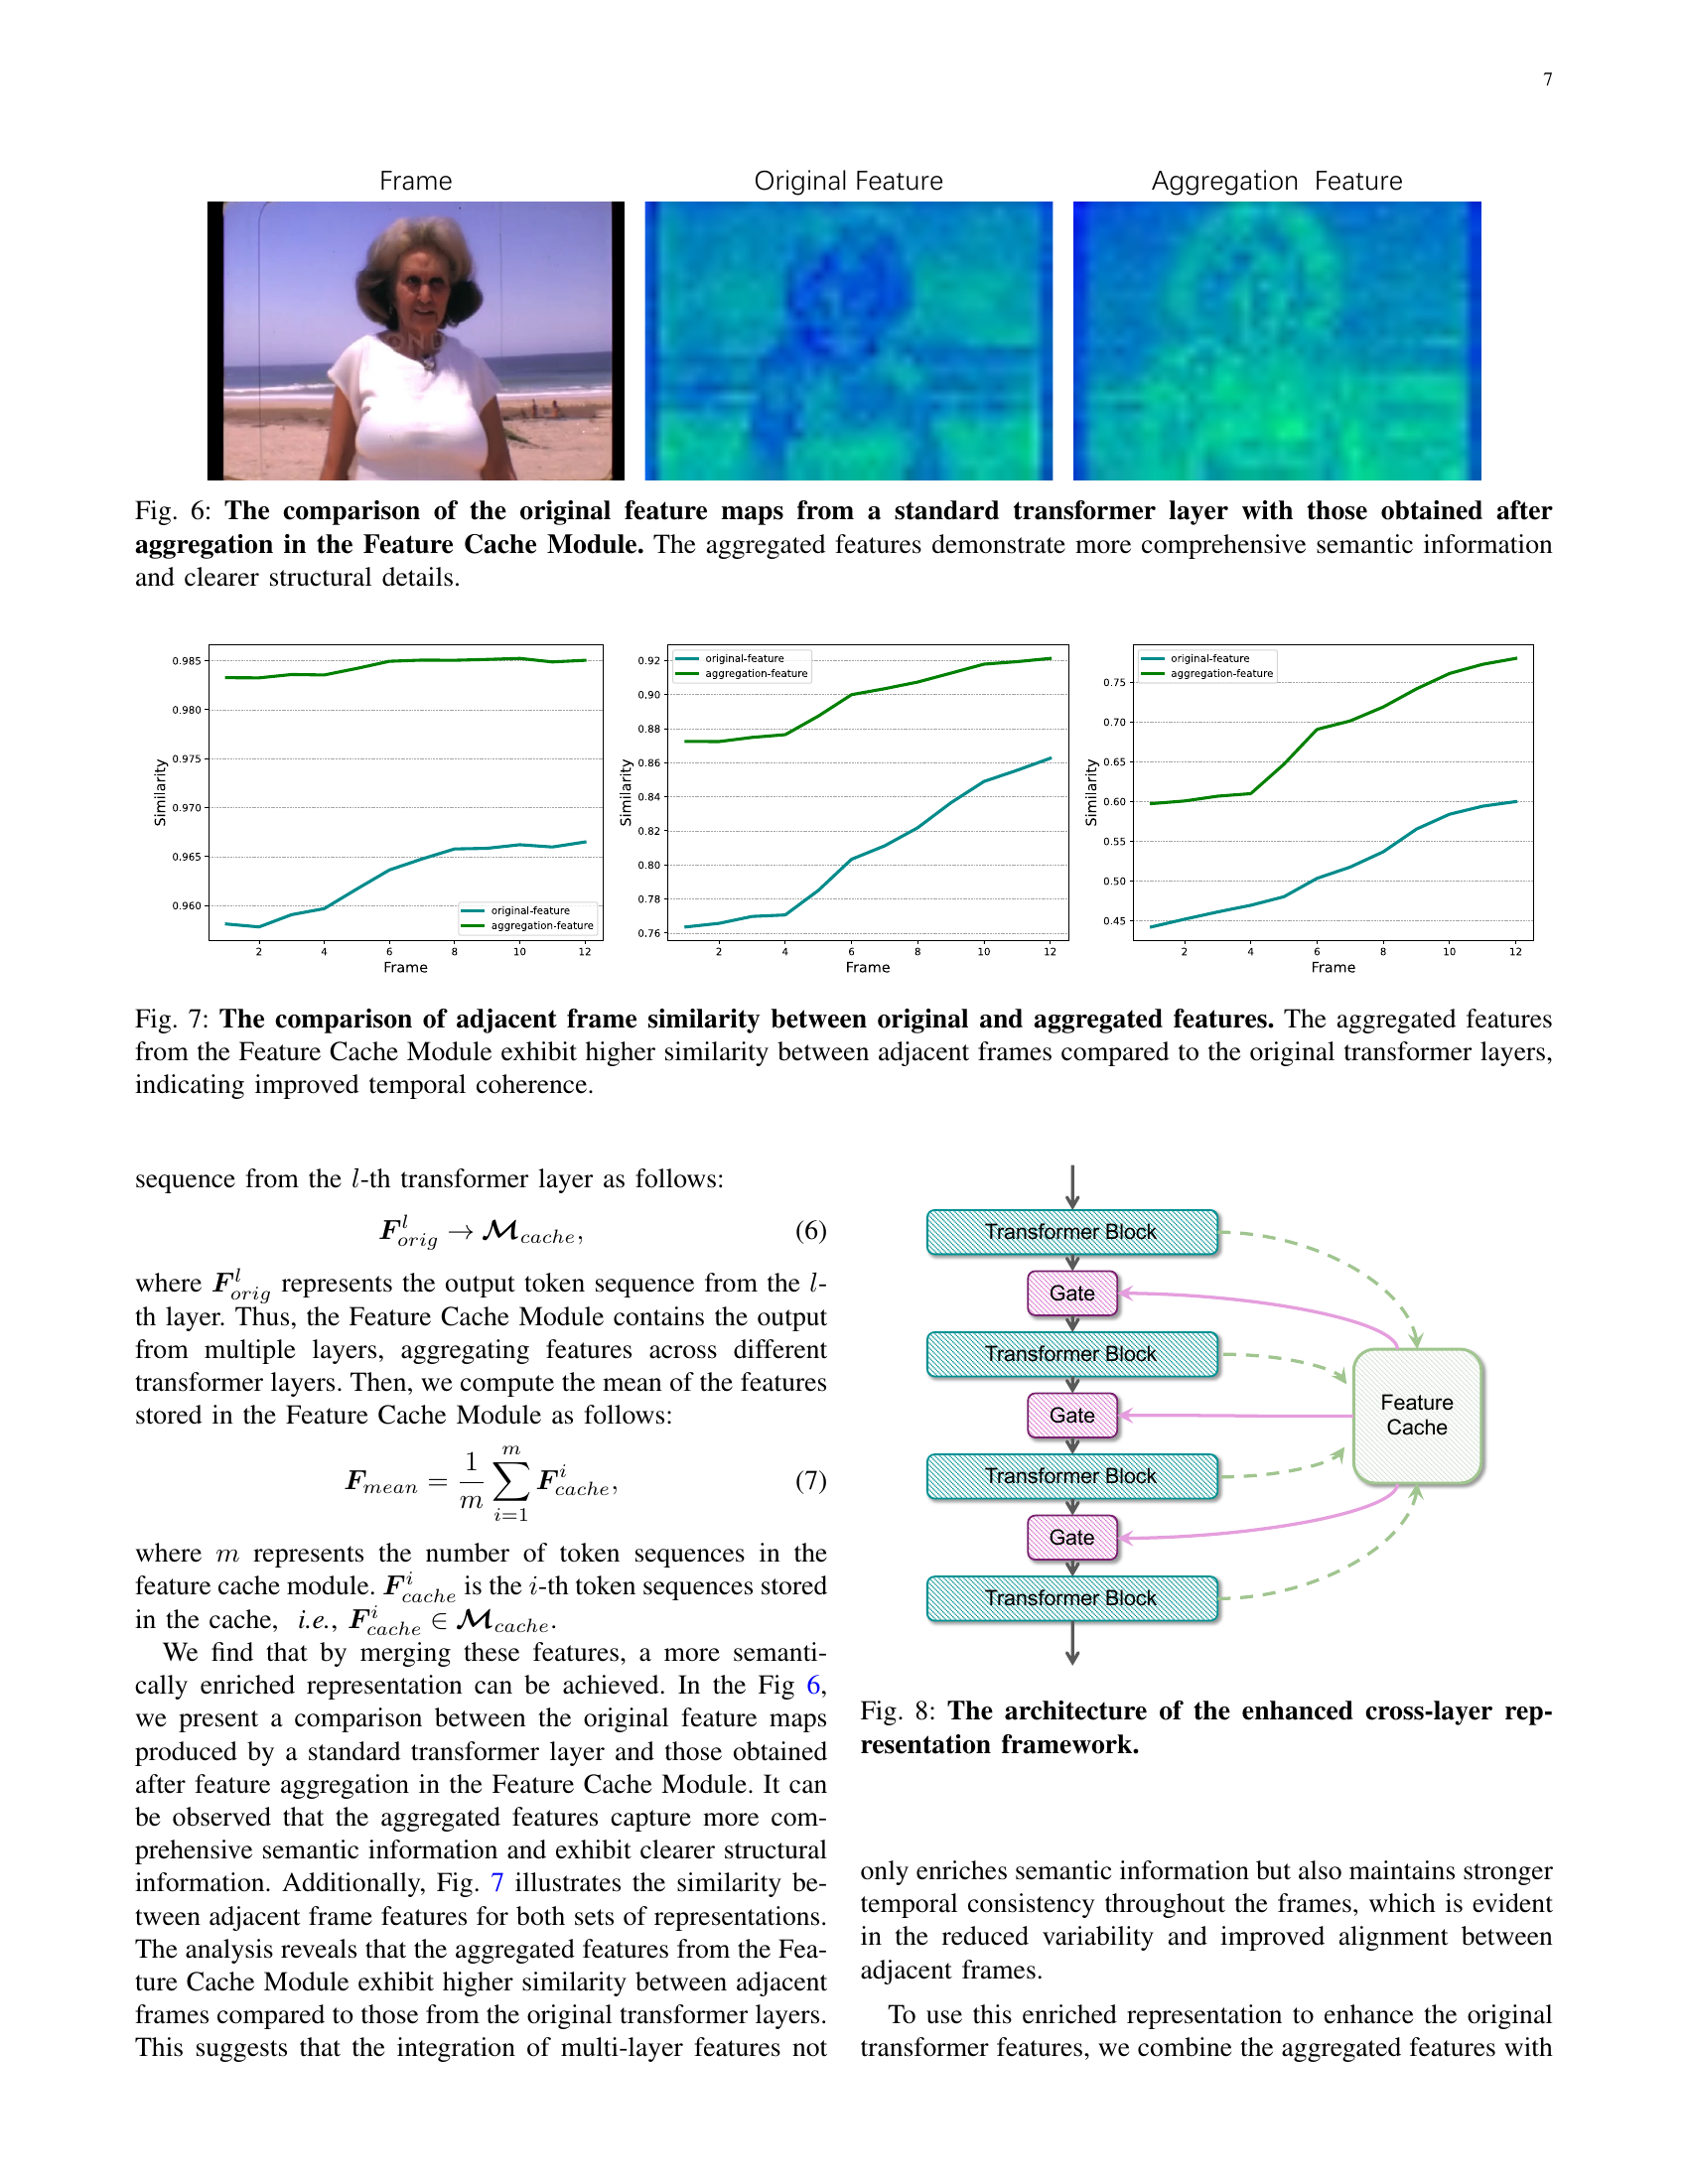 7
Frame
Original Feature
Aggregation Feature
Fig. 6: The comparison of the original feature maps from a standard transformer layer with those obtained after
aggregation in the Feature Cache Module. The aggregated features demonstrate more comprehensive semantic information
and clearer structural details.
0.985
0.980
0.975
0.970
0.965
0.960
Similarity
original-feature
aggregation-feature
2 4 6 8 10 12
Frame
0.92
0.90
0.88
0.86
0.84
0.82
0.80
0.78
0.76
Similarity
original-feature
aggregation-feature
2 4 6 8 10 12
Frame
0.75
0.70
0.65
0.60
0.55
0.50
0.45
Similarity
original-feature
aggregation-feature
2 4 6 8 10 12
Frame
Fig. 7: The comparison of adjacent frame similarity between original and aggregated features. The aggregated features
from the Feature Cache Module exhibit higher similarity between adjacent frames compared to the original transformer layers,
indicating improved temporal coherence.
sequence from the l-th transformer layer as follows:
F^l_{orig} → M_{cache}, (6)
where F^l_{orig} represents the output token sequence from the l-
th layer. Thus, the Feature Cache Module contains the output
from multiple layers, aggregating features across different
transformer layers. Then, we compute the mean of the features
stored in the Feature Cache Module as follows:
F_{mean} = \frac{1}{m} \sum_{i=1}^{m} F^i_{cache}, (7)
where m represents the number of token sequences in the
feature cache module. F^i_{cache} is the i-th token sequences stored
in the cache, i.e., F^i_{cache} ∈ M_{cache}.
We find that by merging these features, a more semanti-
cally enriched representation can be achieved. In the Fig 6,
we present a comparison between the original feature maps
produced by a standard transformer layer and those obtained
after feature aggregation in the Feature Cache Module. It can
be observed that the aggregated features capture more com-
prehensive semantic information and exhibit clearer structural
information. Additionally, Fig. 7 illustrates the similarity be-
tween adjacent frame features for both sets of representations.
The analysis reveals that the aggregated features from the Fea-
ture Cache Module exhibit higher similarity between adjacent
frames compared to those from the original transformer layers.
This suggests that the integration of multi-layer features not
Transformer Block
Gate
Transformer Block
Gate
Transformer Block
Gate
Transformer Block
Feature
Cache
Fig. 8: The architecture of the enhanced cross-layer rep-
resentation framework.
only enriches semantic information but also maintains stronger
temporal consistency throughout the frames, which is evident
in the reduced variability and improved alignment between
adjacent frames.
To use this enriched representation to enhance the original
transformer features, we combine the aggregated features with